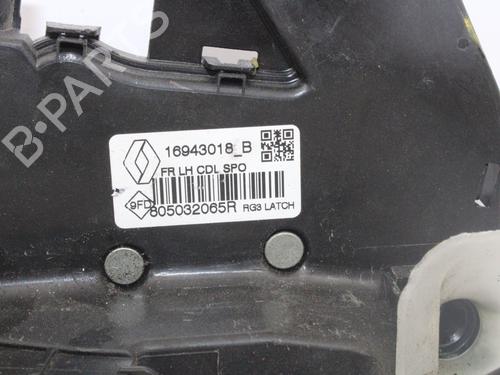 B-PARTS
16943018_B
FR LH CDL SPO
9FD 805032065R RG3 LATCH